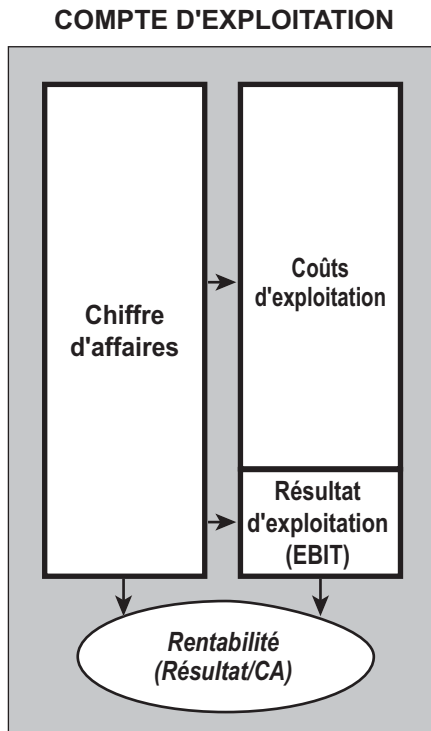 COMPTE D'EXPLOITATION
Chiffre
d'affaires
Coûts
d'exploitation
Résultat
d'exploitation
(EBIT)
Rentabilité
(Résultat/CA)